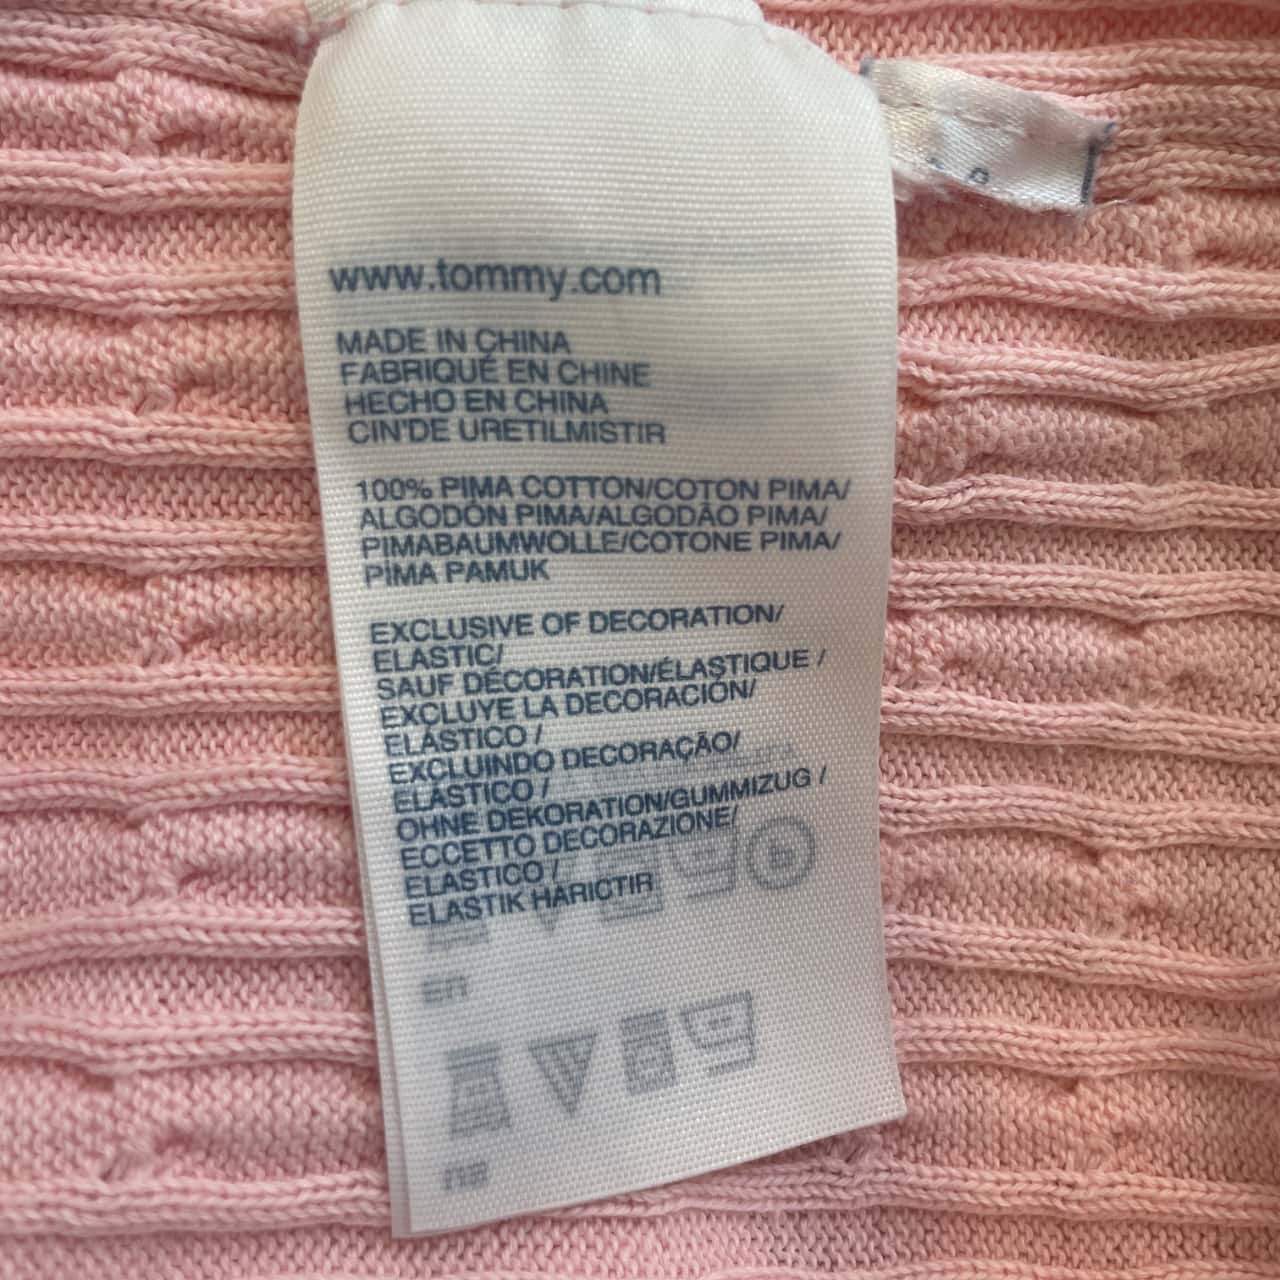 www.tommy.com
MADE IN CHINA
FABRIQUÉ EN CHINE
HECHO EN CHINA
CIN'DE URETILMISTIR
100% PIMA COTTON/COTON PIMA/
ALGODÓN PIMA/ALGODÃO PIMA/
PIMABAUMWOLLE/COTONE PIMA/
PIMA PAMUK
EXCLUSIVE OF DECORATION/
ELASTIC/
SAUF DÉCORATION/ÉLASTIQUE /
EXCLUYE LA DECORACIÓN/
ELÁSTICO /
EXCLUINDO DECORAÇÃO/
ELÁSTICO /
OHNE DEKORATION/GUMMIZUG /
ECCETTO DECORAZIONE/
ELASTICO /
ELASTIK HARICTIR